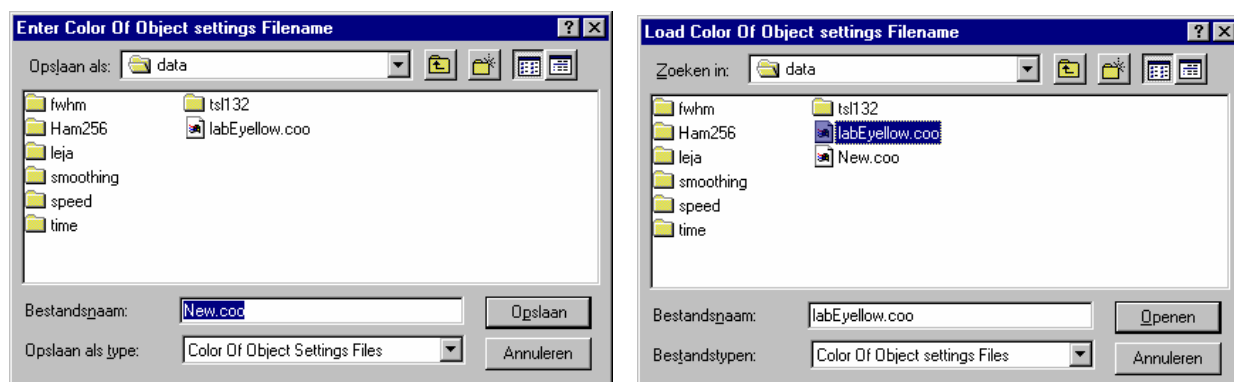 Enter Color Of Object settings Filename
Opslaan als: data
fwhm
Ham256
leja
smoothing
speed
time
tsl132
labEyellow.coo
Bestandsnaam: New.coo Opslaan
Opslaan als type: Color Of Object Settings Files Annuleren
Load Color Of Object settings Filename
Zoeken in: data
fwhm
Ham256
leja
smoothing
speed
time
tsl132
labEyellow.coo
New.coo
Bestandsnaam: labEyellow.coo Openen
Bestandstypen: Color Of Object settings Files Annuleren